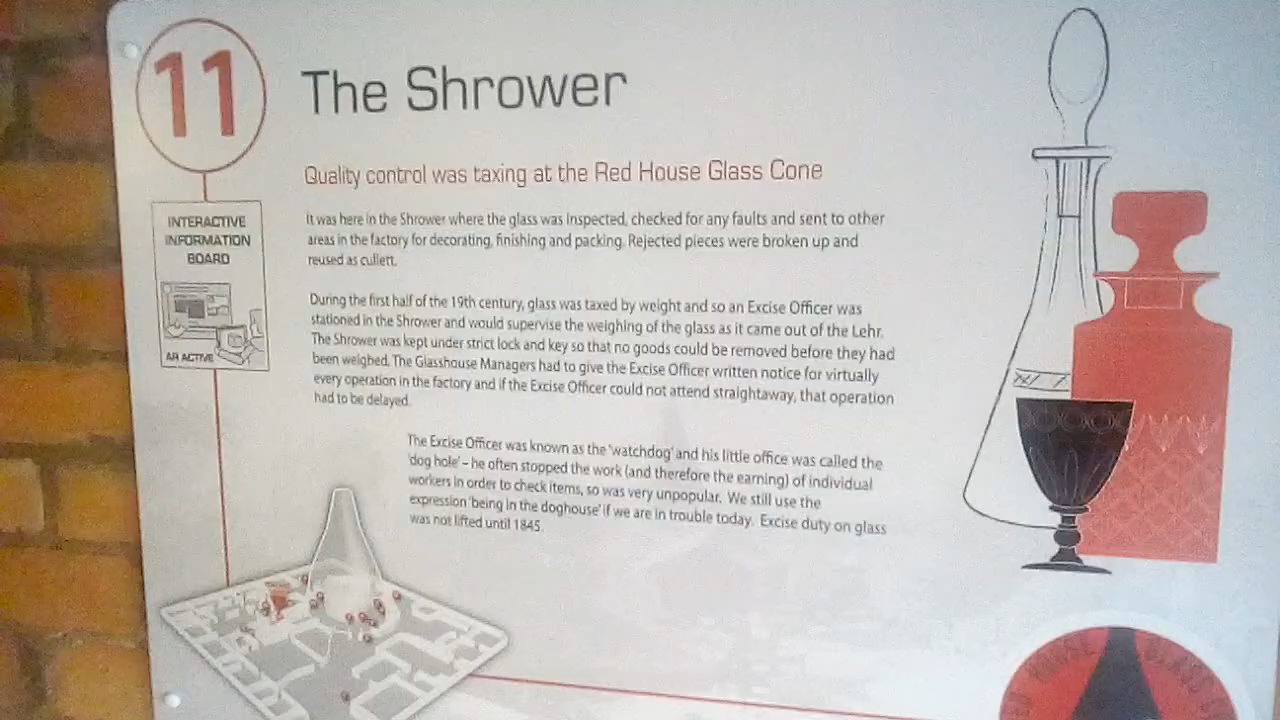 11
The Shrower
Quality control was taxing at the Red House Glass Cone
INTERACTIVE
INFORMATION
BOARD
AR ACTIVE
It was here in the Shrower where the glass was inspected, checked for any faults and sent to other
areas in the factory for decorating, finishing and packing. Rejected pieces were broken up and
reused as cullett.
During the first half of the 19th century, glass was taxed by weight and so an Excise Officer was
stationed in the Shrower and would supervise the weighing of the glass as it came out of the Lehr.
The Shrower was kept under strict lock and key so that no goods could be removed before they had
been weighed. The Glasshouse Managers had to give the Excise Officer written notice for virtually
every operation in the factory and if the Excise Officer could not attend straightaway, that operation
had to be delayed.
The Excise Officer was known as the 'watchdog' and his little office was called the
'dog hole' – he often stopped the work (and therefore the earning) of individual
workers in order to check items, so was very unpopular. We still use the
expression 'being in the doghouse' if we are in trouble today. Excise duty on glass
was not lifted until 1845.